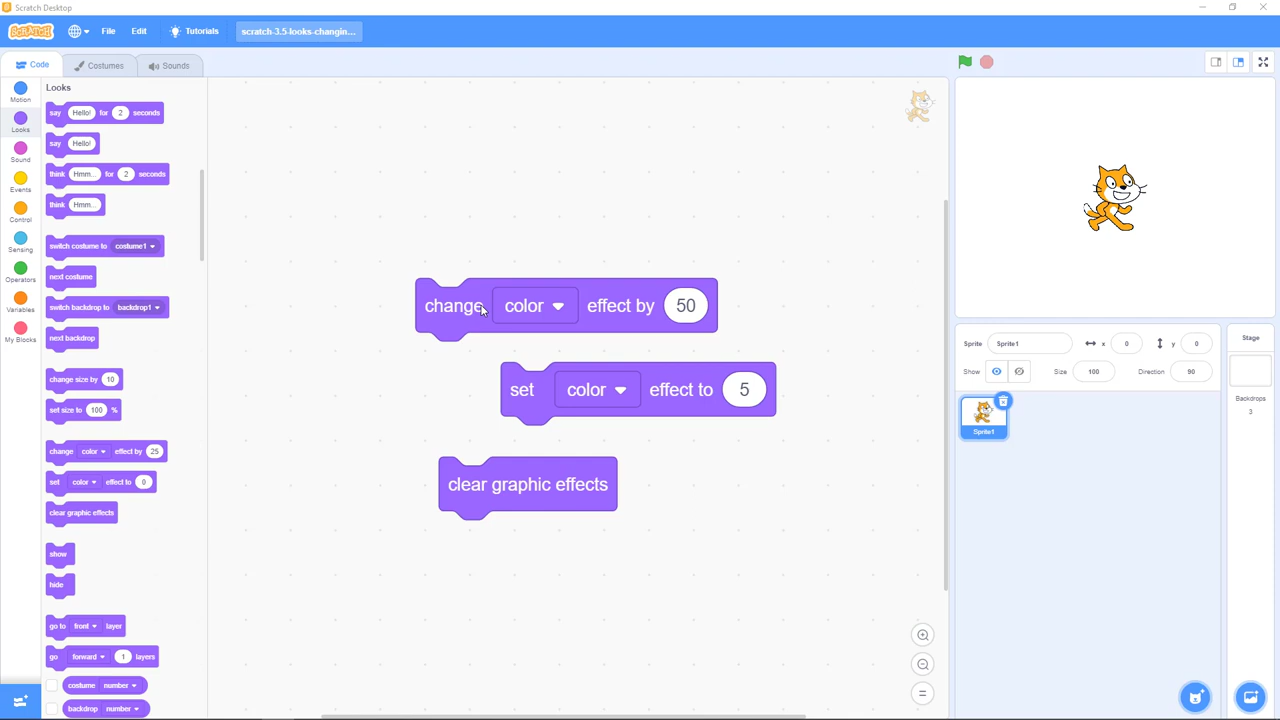 Scratch Desktop
SCRATCH File Edit Tutorials scratch-3.5-looks-changin...
Code Costumes Sounds
Motion
Looks
Sound
Events
Control
Sensing
Operators
Variables
My Blocks
Looks
say Hello! for 2 seconds
say Hello!
think Hmm... for 2 seconds
think Hmm...
switch costume to costume1
next costume
switch backdrop to backdrop1
next backdrop
change size by 10
set size to 100 %
change color effect by 25
set color effect to 0
clear graphic effects
show
hide
go to front layer
go forward 1 layers
costume number
backdrop number
change color effect by 50
set color effect to 5
clear graphic effects
Sprite Sprite1 x 0 y 0
Show Size 100 Direction 90
Sprite1
Stage
Backdrops
3